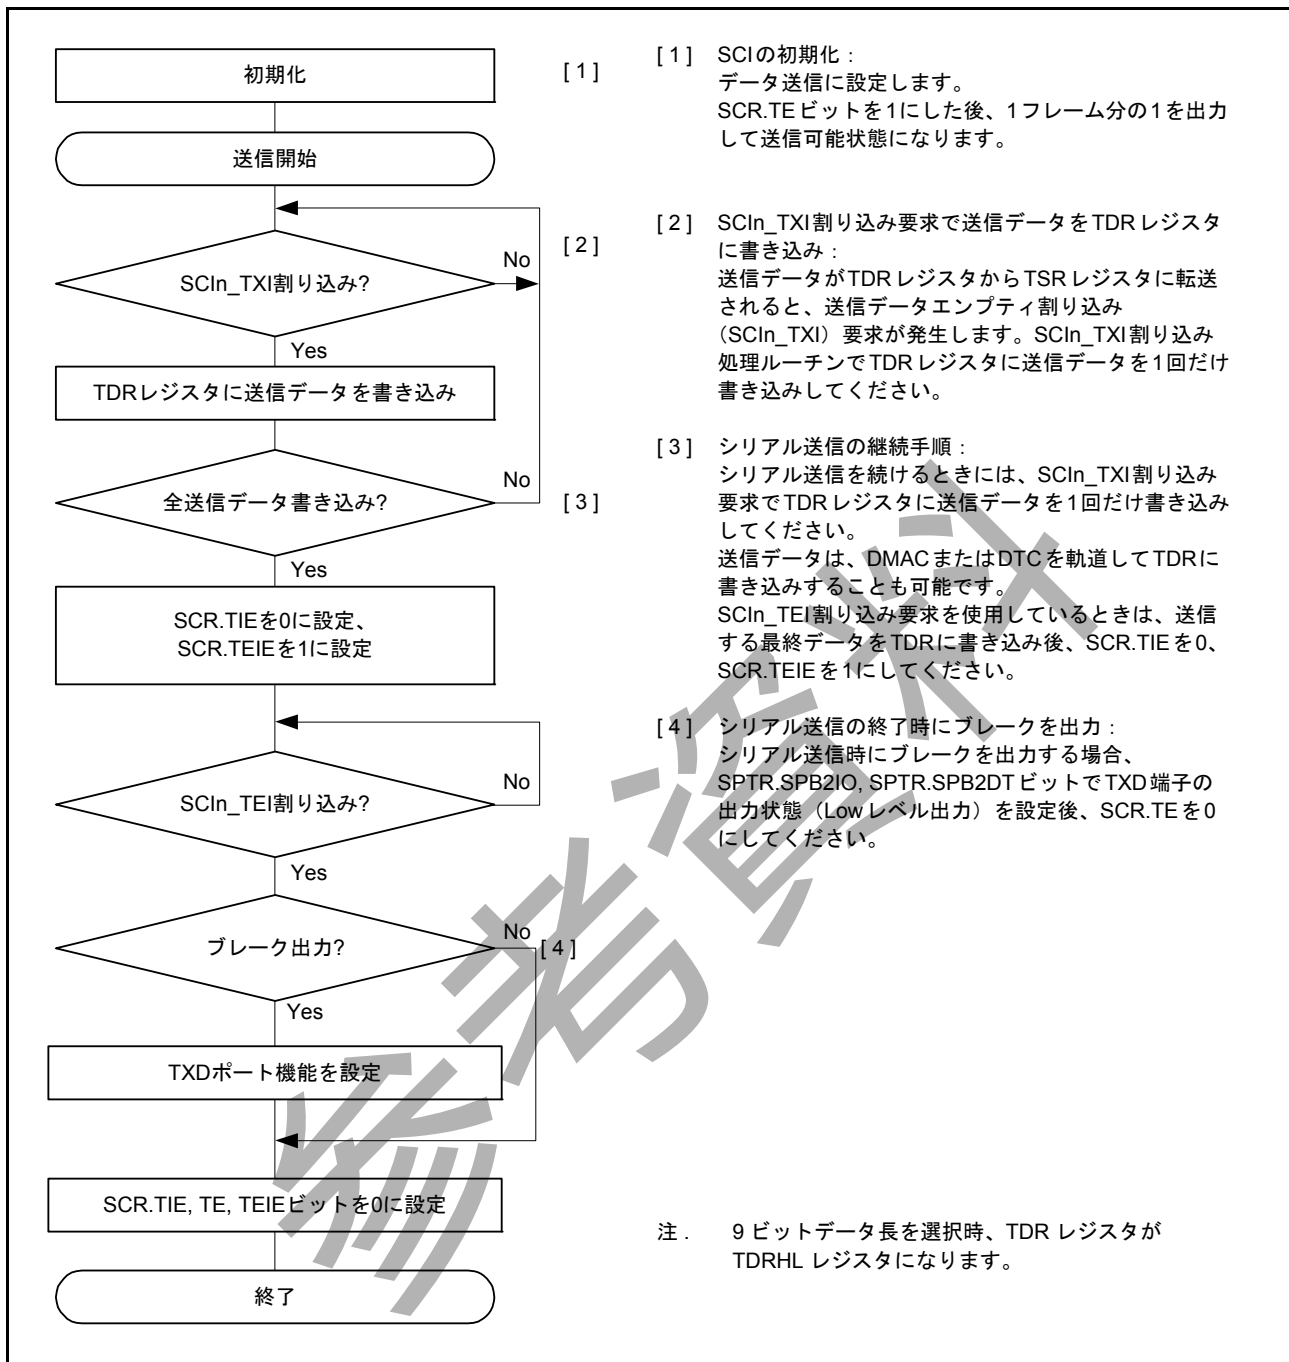 初期化
[ 1 ]
送信開始
SCIn_TXI割り込み?
No
[ 2 ]
Yes
TDRレジスタに送信データを書き込み
全送信データ書き込み?
No
[ 3 ]
Yes
SCR.TIEを0に設定、
SCR.TEIEを1に設定
SCIn_TEI割り込み?
No
Yes
ブレーク出力?
No
[ 4 ]
Yes
TXDポート機能を設定
SCR.TIE, TE, TEIEビットを0に設定
終了
[ 1 ] SCIの初期化：
データ送信に設定します。
SCR.TEビットを1にした後、1フレーム分の1を出力
して送信可能状態になります。
[ 2 ] SCIn_TXI割り込み要求で送信データをTDRレジスタ
に書き込み：
送信データがTDRレジスタからTSRレジスタに転送
されると、送信データエンプティ割り込み
（SCIn_TXI）要求が発生します。SCIn_TXI割り込み
処理ルーチンでTDRレジスタに送信データを1回だけ
書き込みしてください。
[ 3 ] シリアル送信の継続手順：
シリアル送信を続けるときには、SCIn_TXI割り込み
要求でTDRレジスタに送信データを1回だけ書き込み
してください。
送信データは、DMACまたはDTCを軌道してTDRに
書き込みすることも可能です。
SCIn_TEI割り込み要求を使用しているときは、送信
する最終データをTDRに書き込み後、SCR.TIEを0、
SCR.TEIEを1にしてください。
[ 4 ] シリアル送信の終了時にブレークを出力：
シリアル送信時にブレークを出力する場合、
SPTR.SPB2IO, SPTR.SPB2DTビットでTXD端子の
出力状態（Lowレベル出力）を設定後、SCR.TEを0
にしてください。
注． 9 ビットデータ長を選択時、TDR レジスタが
TDRHL レジスタになります。
参考資料